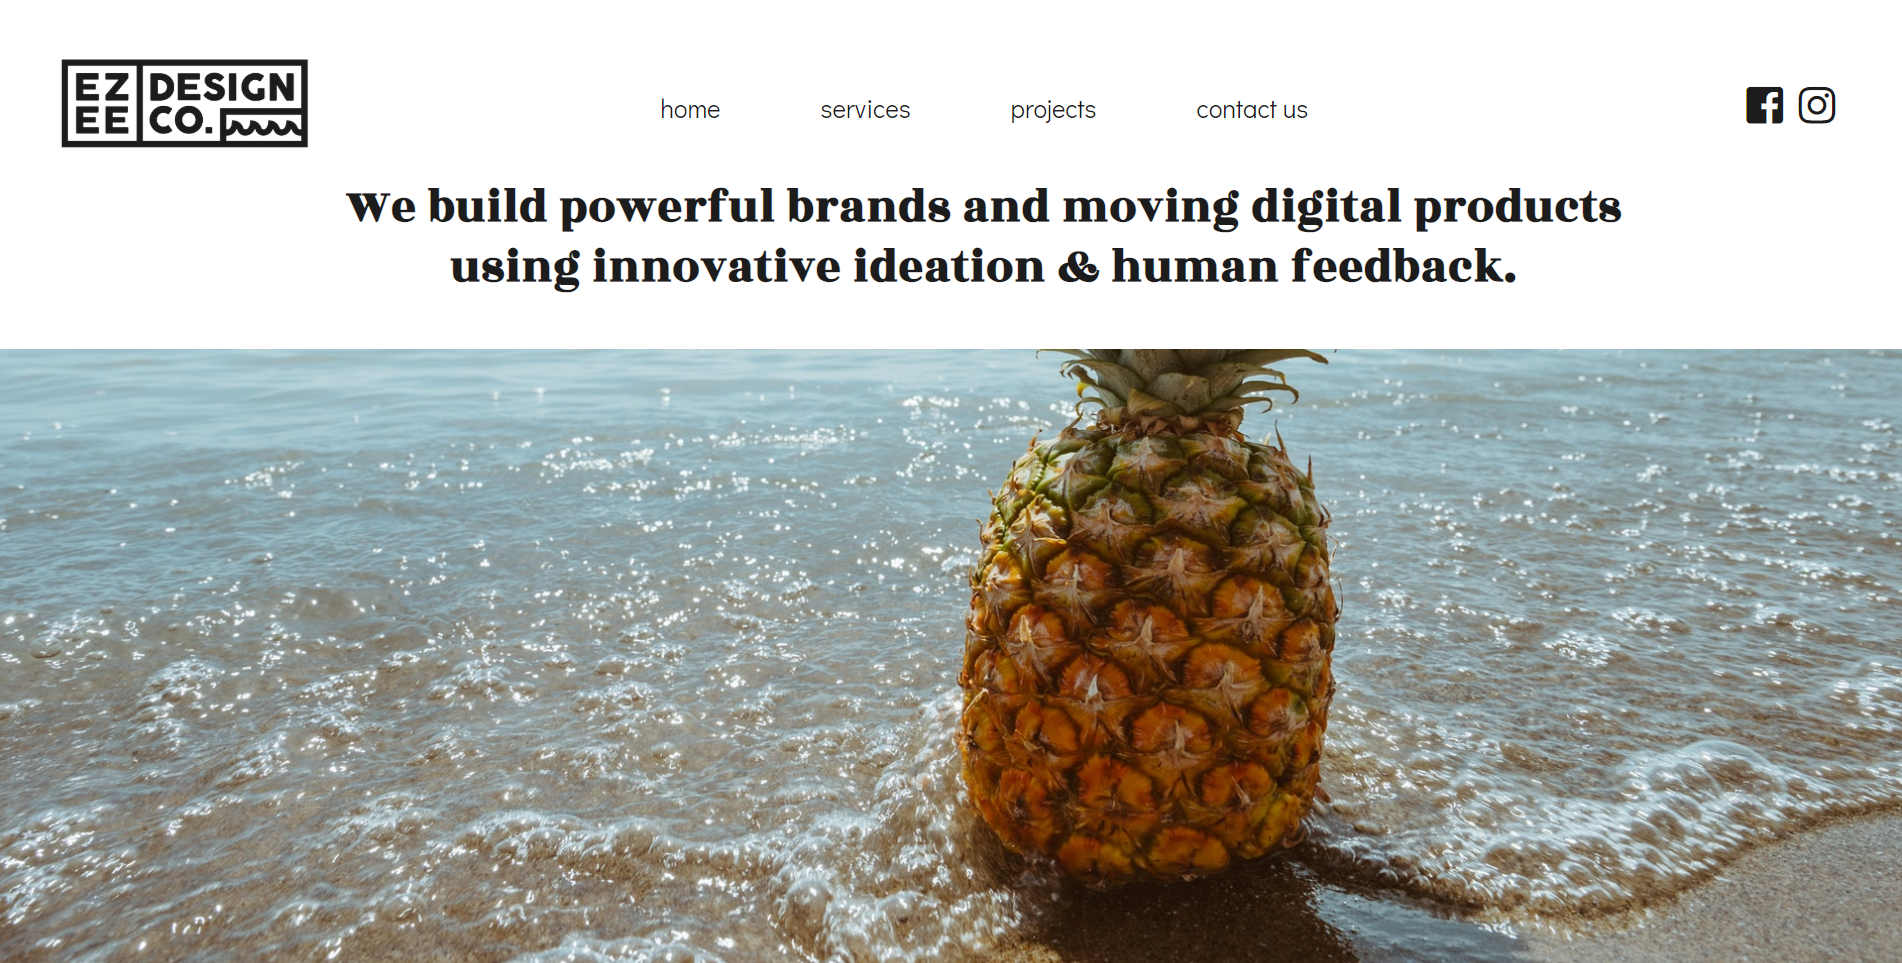 EZ DESIGN
EE CO.
home services projects contact us
We build powerful brands and moving digital products
using innovative ideation & human feedback.